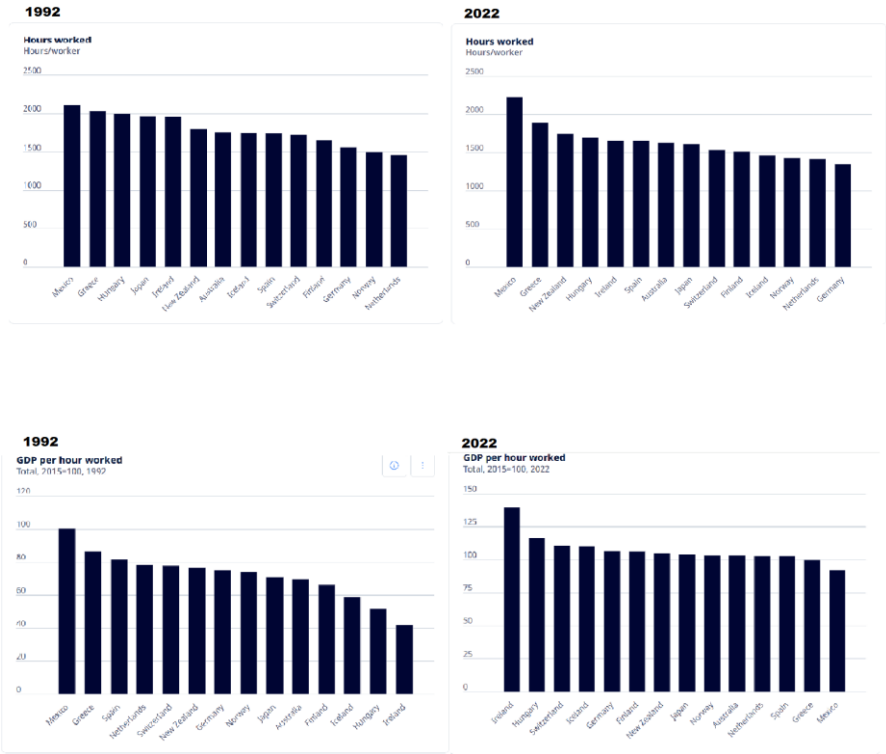 1992
Hours worked
Hours/worker
2500
2000
1500
1000
500
0
Mexico
Greece
Hungary
Japan
Ireland
New Zealand
Australia
Iceland
Spain
Switzerland
Finland
Germany
Norway
Netherlands
2022
Hours worked
Hours/worker
2500
2000
1500
1000
500
0
Mexico
Greece
New Zealand
Hungary
Ireland
Spain
Australia
Japan
Switzerland
Finland
Iceland
Norway
Netherlands
Germany
1992
GDP per hour worked
Total, 2015=100, 1992
120
100
80
60
40
20
0
Mexico
Greece
Spain
Netherlands
Switzerland
New Zealand
Germany
Norway
Japan
Australia
Finland
Iceland
Hungary
Ireland
2022
GDP per hour worked
Total, 2015=100, 2022
150
125
100
75
50
25
0
Ireland
Hungary
Switzerland
Iceland
Germany
Finland
New Zealand
Japan
Norway
Australia
Netherlands
Spain
Greece
Mexico